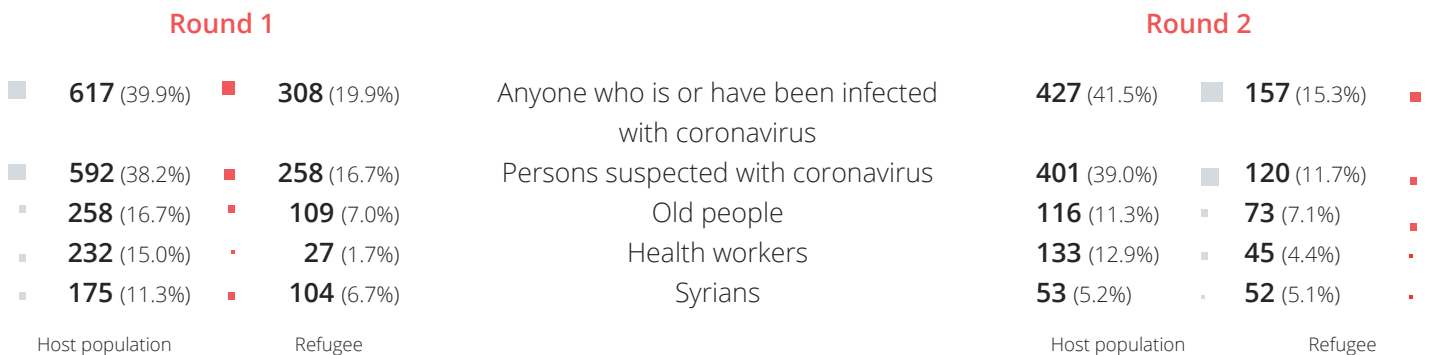 Round 1 Round 2
617 (39.9%) 308 (19.9%) Anyone who is or have been infected 427 (41.5%) 157 (15.3%)
with coronavirus
592 (38.2%) 258 (16.7%) Persons suspected with coronavirus 401 (39.0%) 120 (11.7%)
258 (16.7%) 109 (7.0%) Old people 116 (11.3%) 73 (7.1%)
232 (15.0%) 27 (1.7%) Health workers 133 (12.9%) 45 (4.4%)
175 (11.3%) 104 (6.7%) Syrians 53 (5.2%) 52 (5.1%)
Host population Refugee Host population Refugee